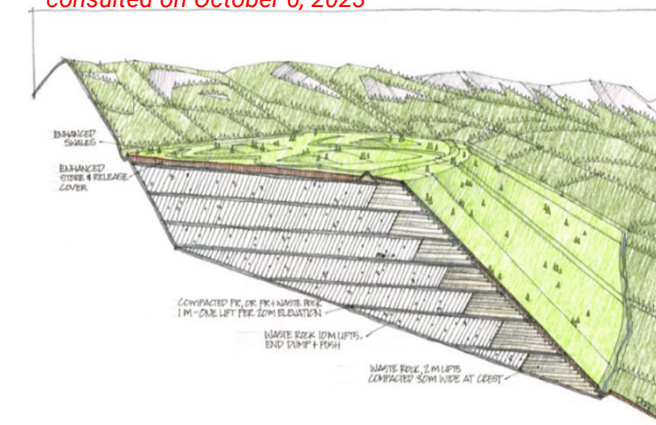 consulted on October 6, 2023
ENHANCED
SWALES
ENHANCED
STORE & RELEASE
COVER
COMPACTED PR, OR PR + WASTE ROCK
1 M - ONE LIFT PER 20M ELEVATION
WASTE ROCK 10M LIFTS,
END DUMP + PUSH
WASTE ROCK, 2 M LIFTS
COMPACTED 30M WIDE AT CREST